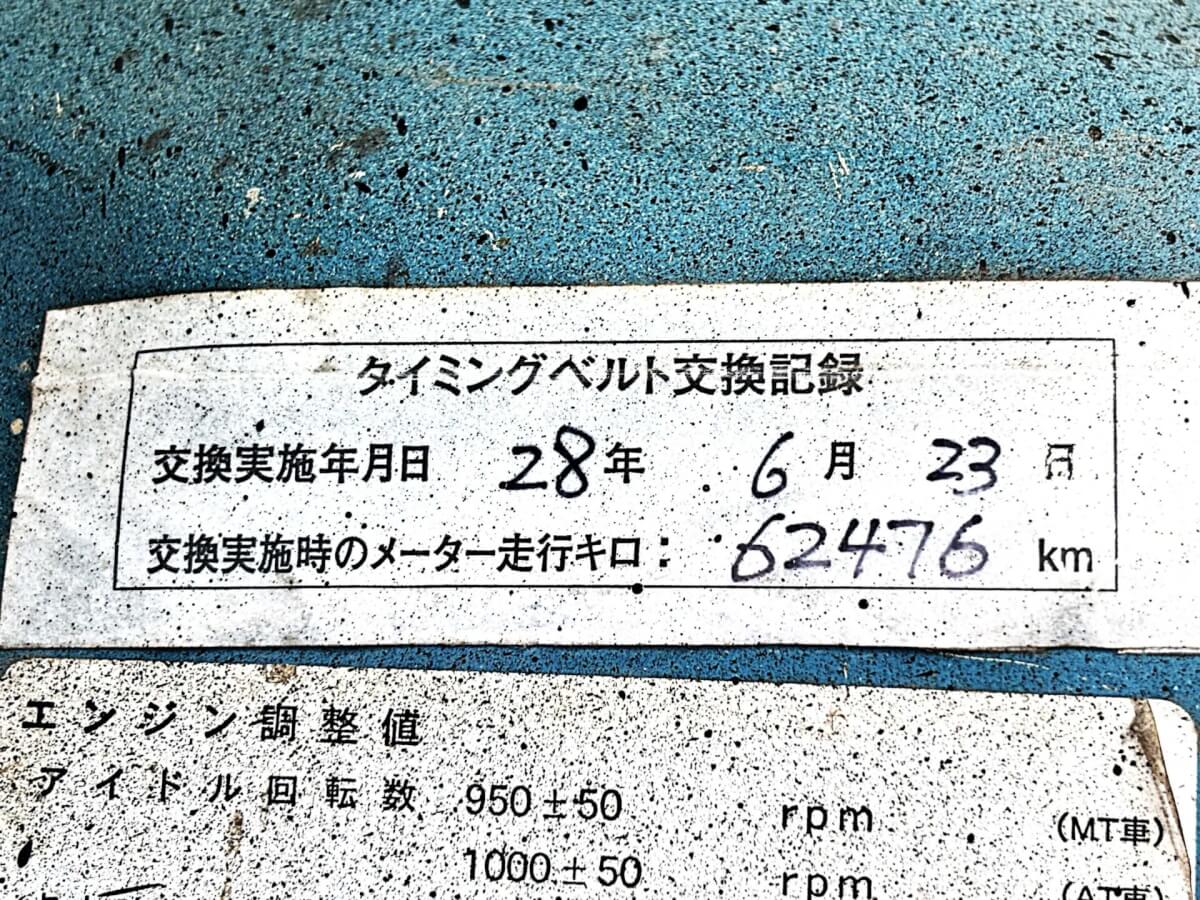 タイミングベルト交換記録
交換実施年月日 28年 6月 23日
交換実施時のメーター走行キロ： 62476 km
エンジン調整値
アイドル回転数 950±50 rpm (MT車)
1000±50 rpm (AT車)